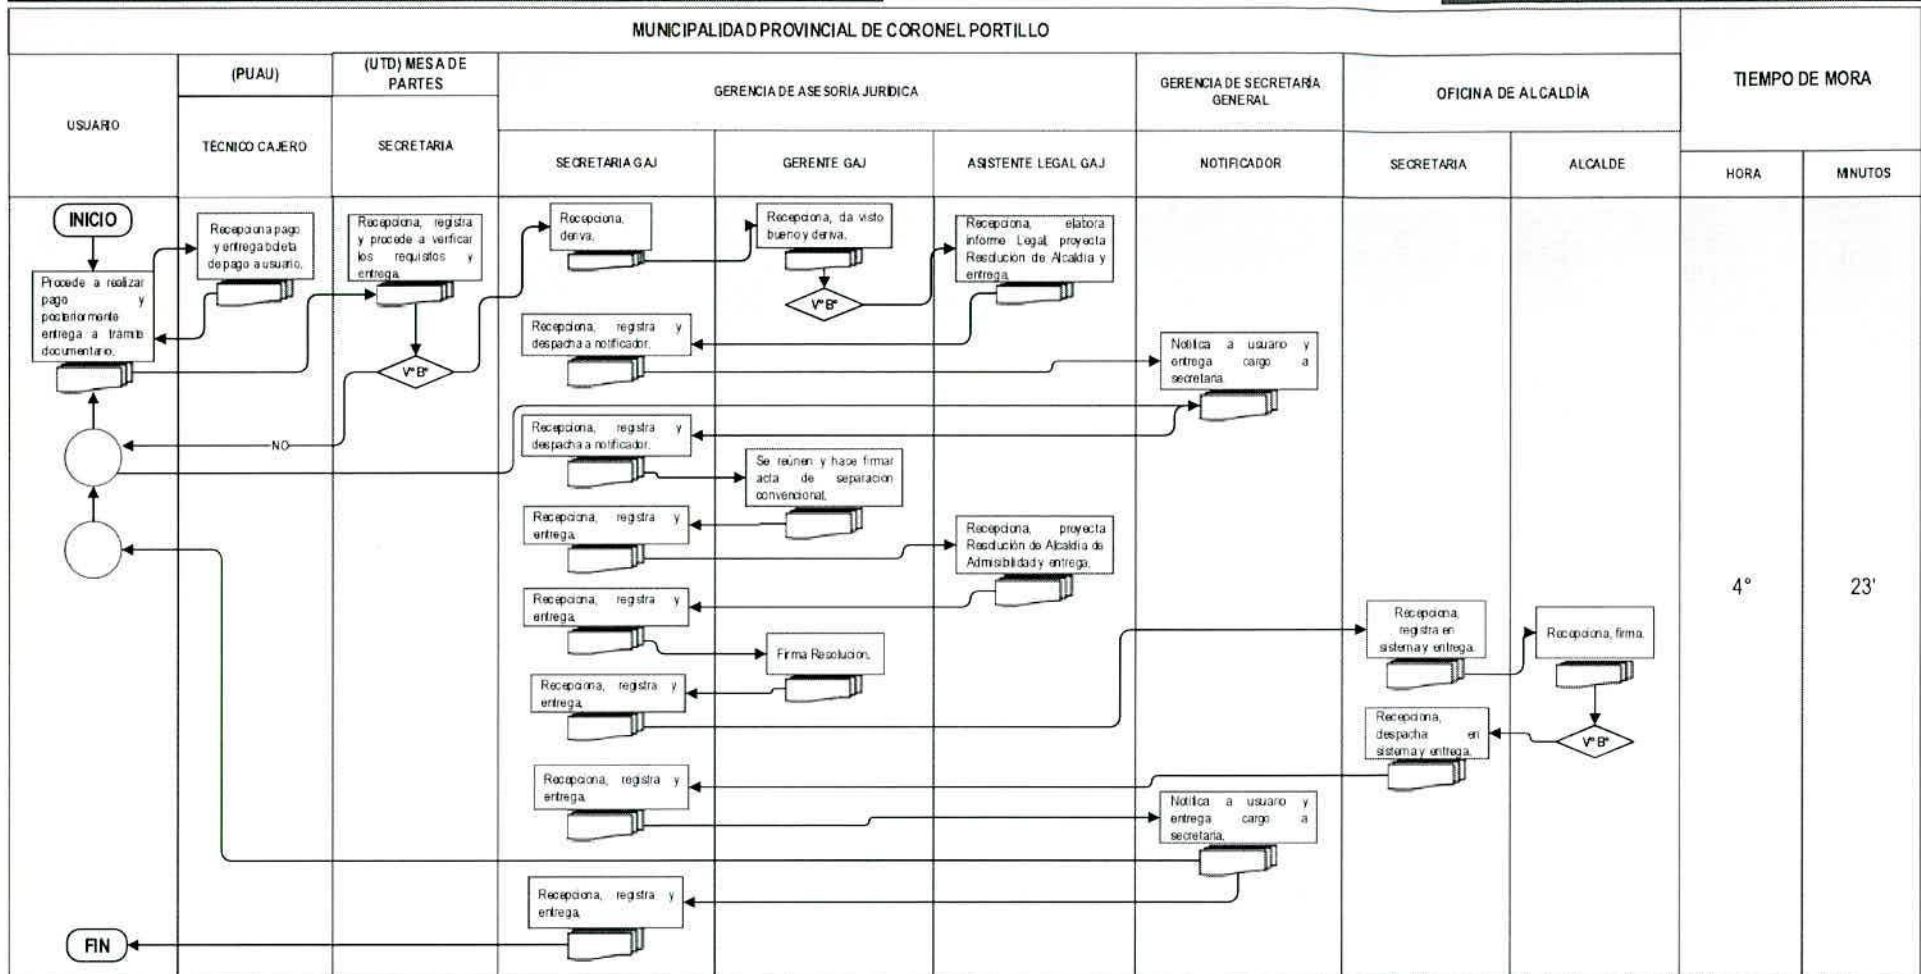 MUNICIPALIDAD PROVINCIAL DE CORONEL PORTILLO
TIEMPO DE MORA
USUARIO
(PUAU)
(UTD) MESA DE
PARTES
GERENCIA DE ASESORÍA JURÍDICA
GERENCIA DE SECRETARÍA
GENERAL
OFICINA DE ALCALDÍA
TÉCNICO CAJERO
SECRETARIA
SECRETARIA GAJ
GERENTE GAJ
ASISTENTE LEGAL GAJ
NOTIFICADOR
SECRETARIA
ALCALDE
HORA
MINUTOS
INICIO
Procede a realizar
pago y
posteriormente
entrega a trámite
documentario.
Recepciona pago
y entrega boleta
de pago a usuario.
Recepciona, registra
y procede a verificar
los requistos y
entrega.
V°B°
NO
Recepciona,
deriva.
Recepciona, da visto
bueno y deriva.
V°B°
Recepciona, elabora
informe Legal, proyecta
Resolución de Alcaldía y
entrega.
Recepciona, registra y
despacha a notificador.
Notifica a usuario y
entrega cargo a
secretaria.
Recepciona, registra y
despacha a notificador.
Se reúnen y hace firmar
acta de separación
convencional.
Recepciona, registra y
entrega.
Recepciona, proyecta
Resolución de Alcaldía de
Admisiblidad y entrega.
Recepciona, registra y
entrega.
Firma Resolución.
Recepciona, registra y
entrega.
Recepciona,
registra en
sistema y entrega.
Recepciona, firma.
V°B°
Recepciona,
despacha en
sistema y entrega.
4°
23'
Recepciona, registra y
entrega.
Notifica a usuario y
entrega cargo a
secretaria.
Recepciona, registra y
entrega.
FIN